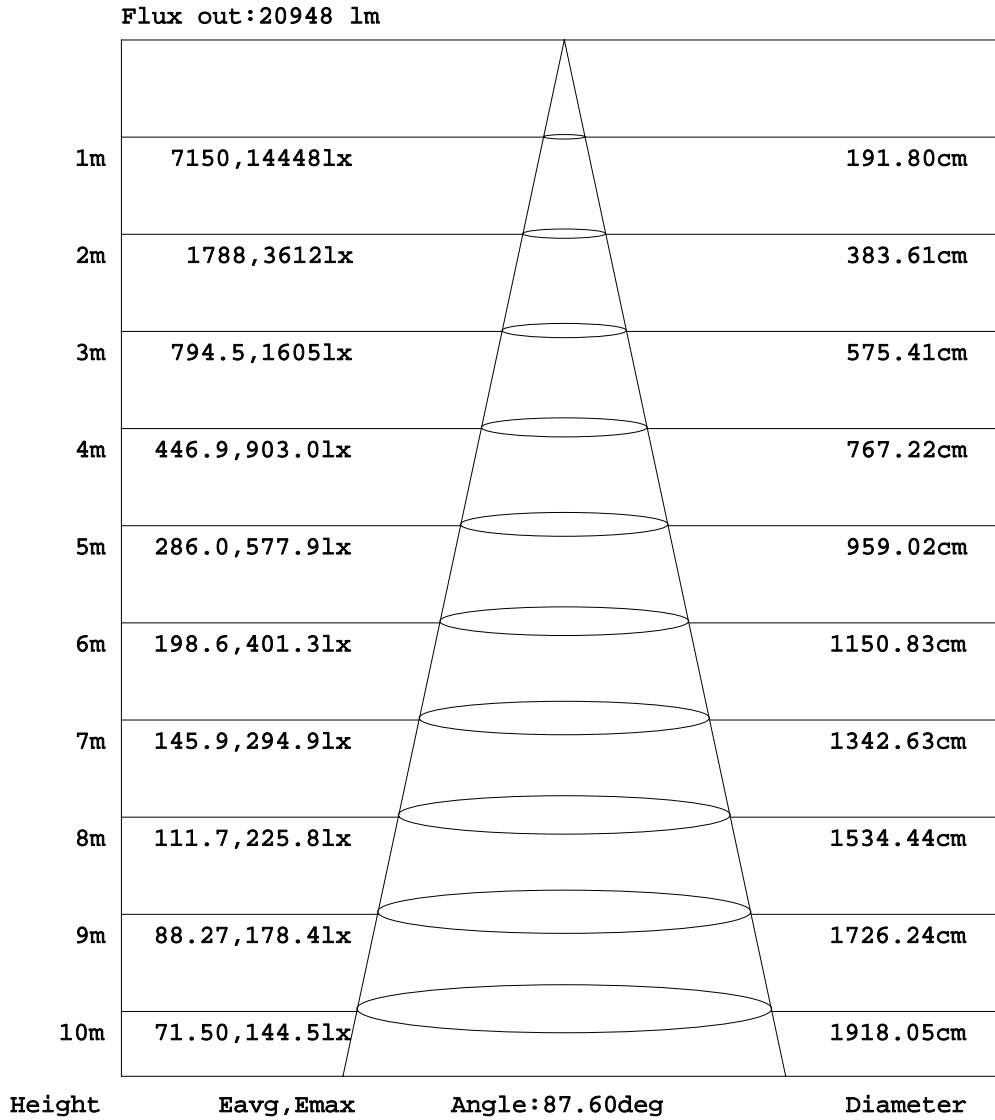 Flux out:20948 lm
1m 7150,14448lx 191.80cm
2m 1788,3612lx 383.61cm
3m 794.5,1605lx 575.41cm
4m 446.9,903.0lx 767.22cm
5m 286.0,577.9lx 959.02cm
6m 198.6,401.3lx 1150.83cm
7m 145.9,294.9lx 1342.63cm
8m 111.7,225.8lx 1534.44cm
9m 88.27,178.4lx 1726.24cm
10m 71.50,144.5lx 1918.05cm
Height Eavg,Emax Angle:87.60deg Diameter